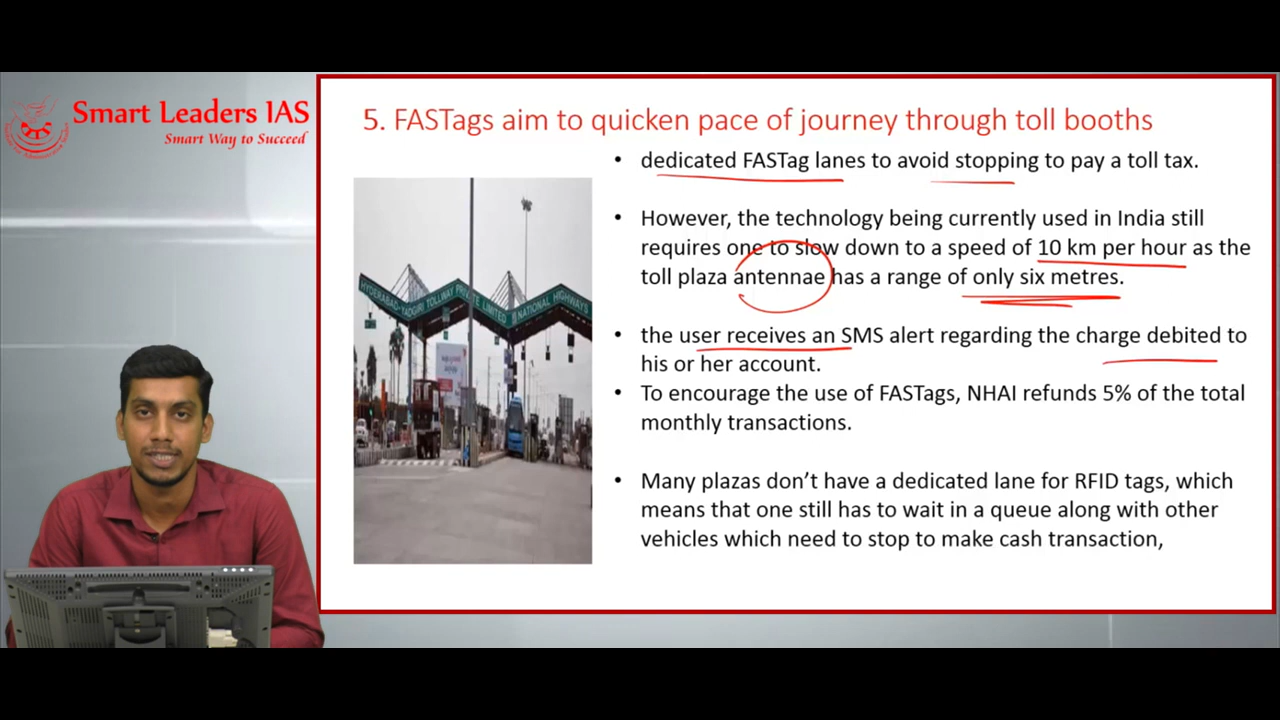 Smart Leaders IAS
Smart Way to Succeed
5. FASTags aim to quicken pace of journey through toll booths
• dedicated FASTag lanes to avoid stopping to pay a toll tax.
• However, the technology being currently used in India still
requires one to slow down to a speed of 10 km per hour as the
toll plaza antennae has a range of only six metres.
• the user receives an SMS alert regarding the charge debited to
his or her account.
• To encourage the use of FASTags, NHAI refunds 5% of the total
monthly transactions.
• Many plazas don’t have a dedicated lane for RFID tags, which
means that one still has to wait in a queue along with other
vehicles which need to stop to make cash transaction,
HYDERABAD-YADGIRI TOLLWAY PRIVATE LIMITED
NATIONAL HIGHWAYS